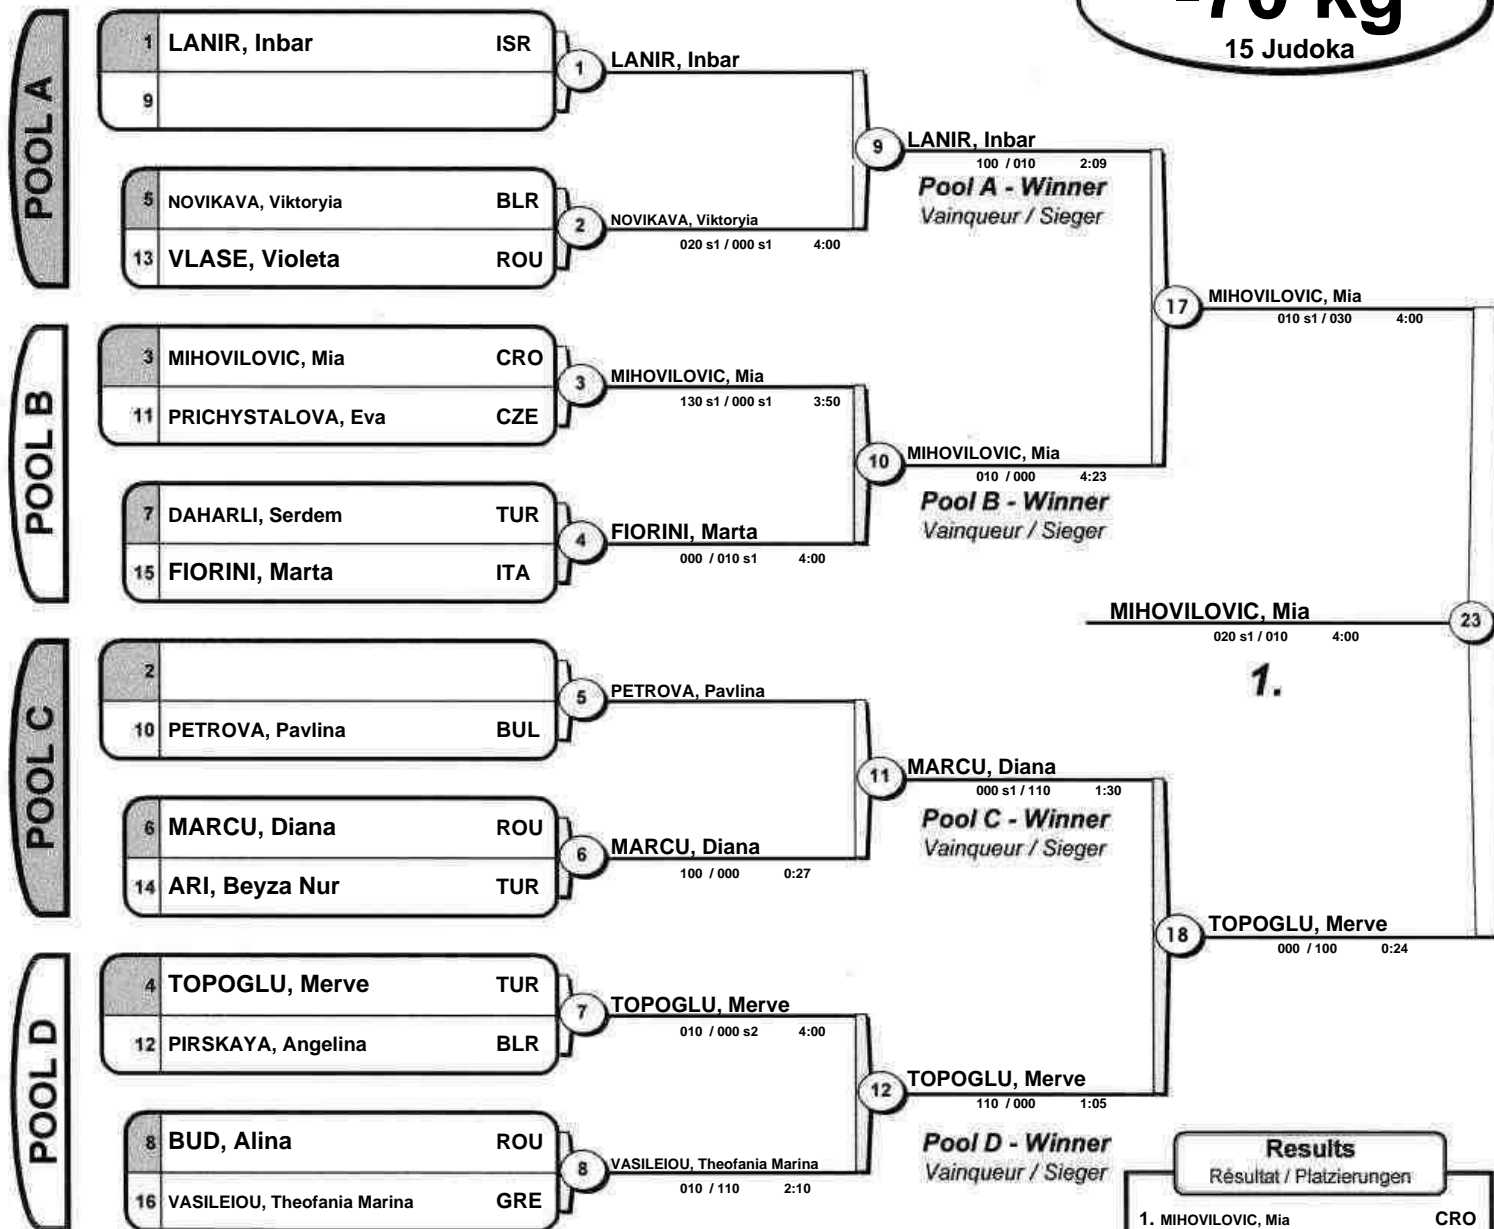 -70 kg
15 Judoka
POOL A
1 LANIR, Inbar ISR
9
1 LANIR, Inbar
5 NOVIKAVA, Viktoryia BLR
13 VLASE, Violeta ROU
2 NOVIKAVA, Viktoryia
020 s1 / 000 s1 4:00
9 LANIR, Inbar
100 / 010 2:09
Pool A - Winner
Vainqueur / Sieger
POOL B
3 MIHOVILOVIC, Mia CRO
11 PRICHYSTALOVA, Eva CZE
3 MIHOVILOVIC, Mia
130 s1 / 000 s1 3:50
7 DAHARLI, Serdem TUR
15 FIORINI, Marta ITA
4 FIORINI, Marta
000 / 010 s1 4:00
10 MIHOVILOVIC, Mia
010 / 000 4:23
Pool B - Winner
Vainqueur / Sieger
17 MIHOVILOVIC, Mia
010 s1 / 030 4:00
MIHOVILOVIC, Mia 23
020 s1 / 010 4:00
1.
POOL C
2
10 PETROVA, Pavlina BUL
5 PETROVA, Pavlina
6 MARCU, Diana ROU
14 ARI, Beyza Nur TUR
6 MARCU, Diana
100 / 000 0:27
11 MARCU, Diana
000 s1 / 110 1:30
Pool C - Winner
Vainqueur / Sieger
18 TOPOGLU, Merve
000 / 100 0:24
POOL D
4 TOPOGLU, Merve TUR
12 PIRSKAYA, Angelina BLR
7 TOPOGLU, Merve
010 / 000 s2 4:00
8 BUD, Alina ROU
16 VASILEIOU, Theofania Marina GRE
8 VASILEIOU, Theofania Marina
010 / 110 2:10
12 TOPOGLU, Merve
110 / 000 1:05
Pool D - Winner
Vainqueur / Sieger
Results
Résultat / Platzierungen
1. MIHOVILOVIC, Mia CRO